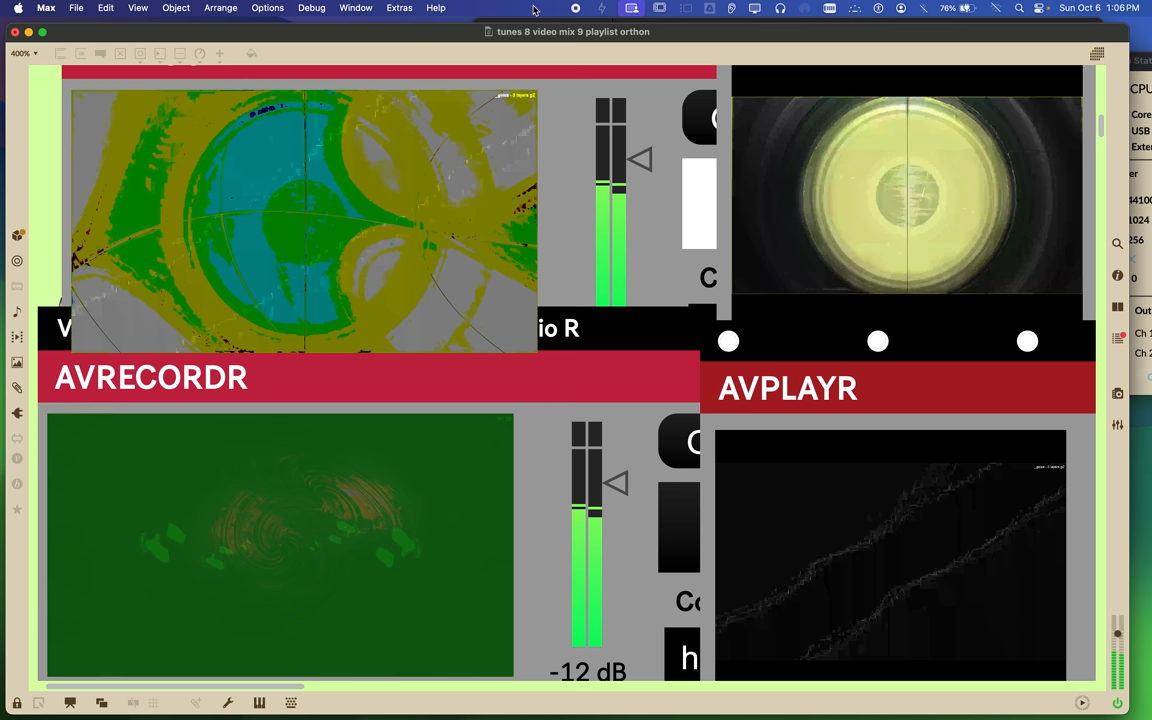 Max File Edit View Object Arrange Options Debug Window Extras Help
76%
Sun Oct 6 1:06 PM
tunes 8 video mix 9 playlist orthon
400%
Stat
CPU
Core
USB
Exter
er
44100
1024
256
0
Out
Ch 1
Ch 2
C
V
io R
AVRECORDR
AVPLAYR
C
Co
h
-12 dB